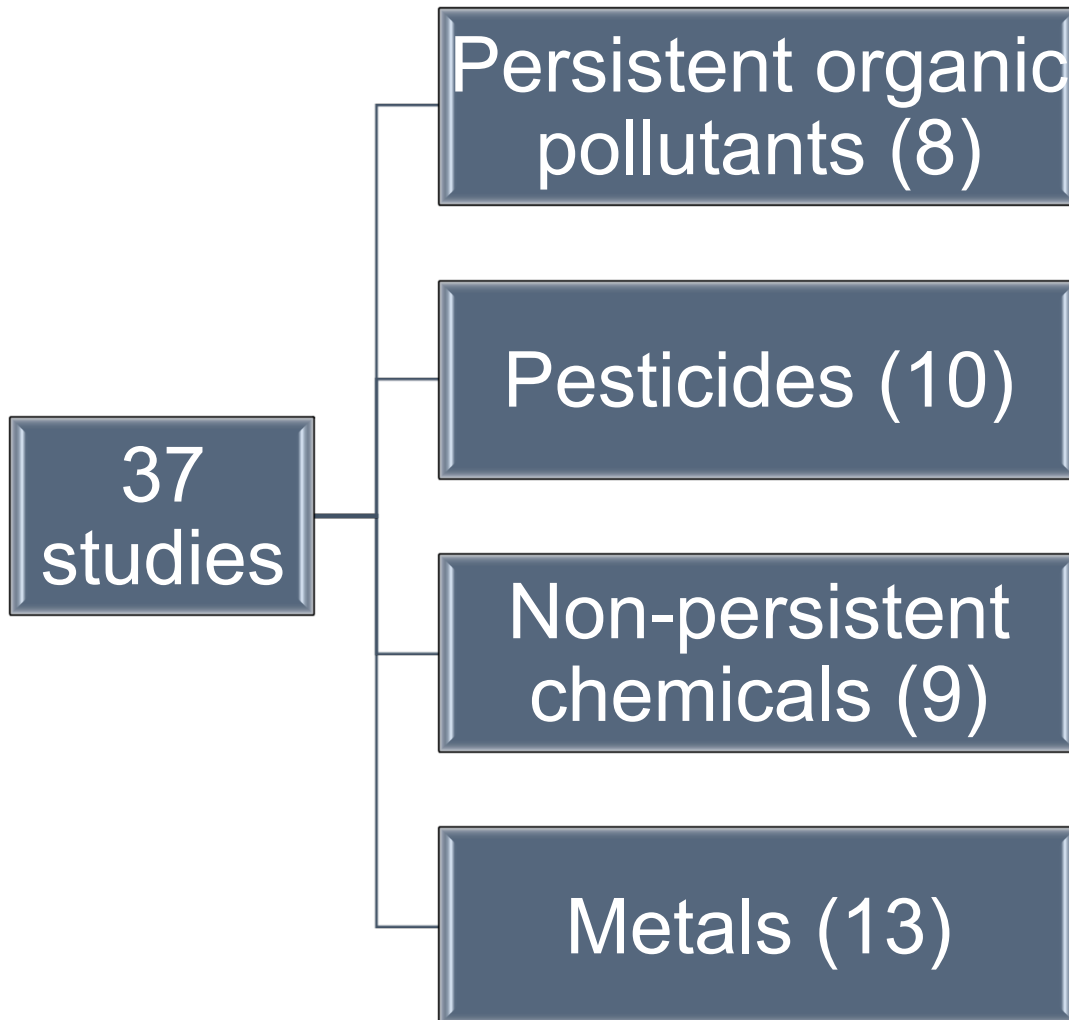 Persistent organic
pollutants (8)
Pesticides (10)
37
studies
Non-persistent
chemicals (9)
Metals (13)